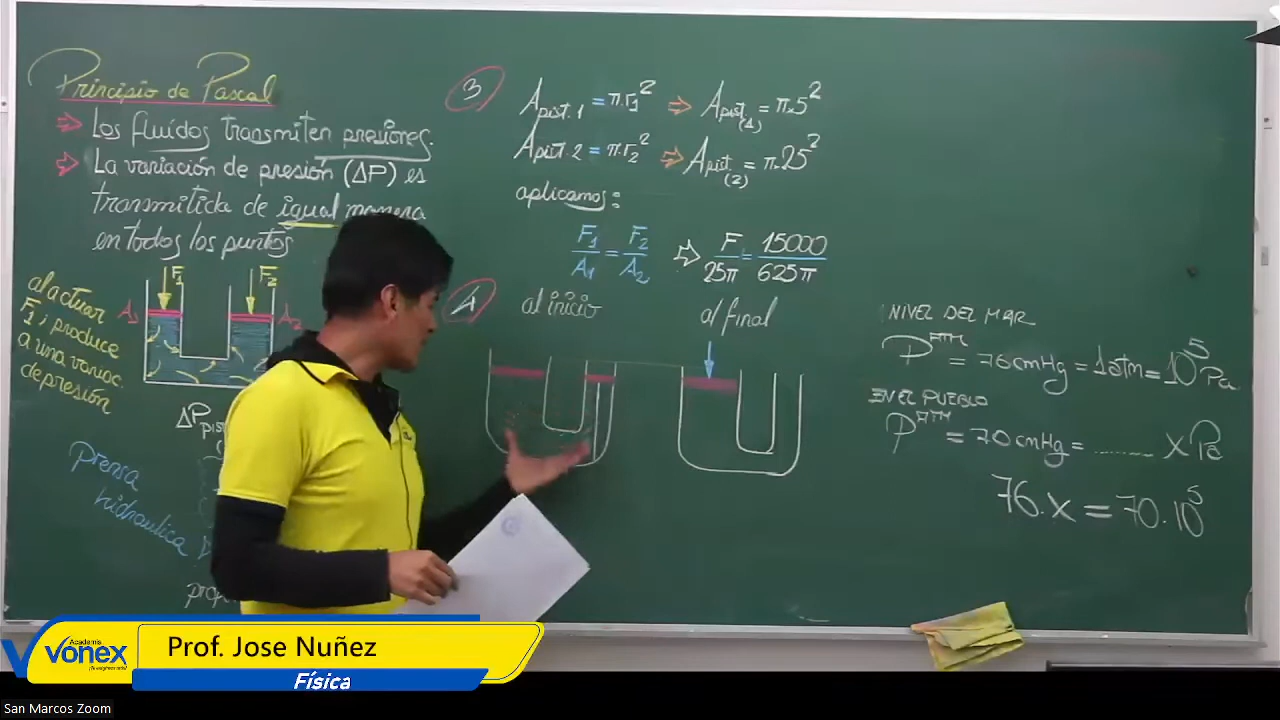 Principio de Pascal
⇒ Los fluídos transmiten presiones.
⇒ La variación de presión (ΔP) es
transmitida de igual manera
en todos los puntos
F1 F2
A1 A2
al actuar
F1; produce
a una variac.
de presión
ΔP
Prensa
hidraulica
3
Apist.1 = π.r1² ⇒ Apist.(1) = π.5²
Apist.2 = π.r2² ⇒ Apist.(2) = π.25²
aplicamos:
F1/A1 = F2/A2 ⇒ F/25π = 15000/625π
4
al inicio al final
NIVEL DEL MAR
PATM = 76cmHg = 1atm = 10⁵ Pa.
EN EL PUEBLO
PATM = 70cmHg = ........ x Pa
76.x = 70.10⁵
Academia
vonex
Prof. Jose Nuñez
Física
San Marcos Zoom